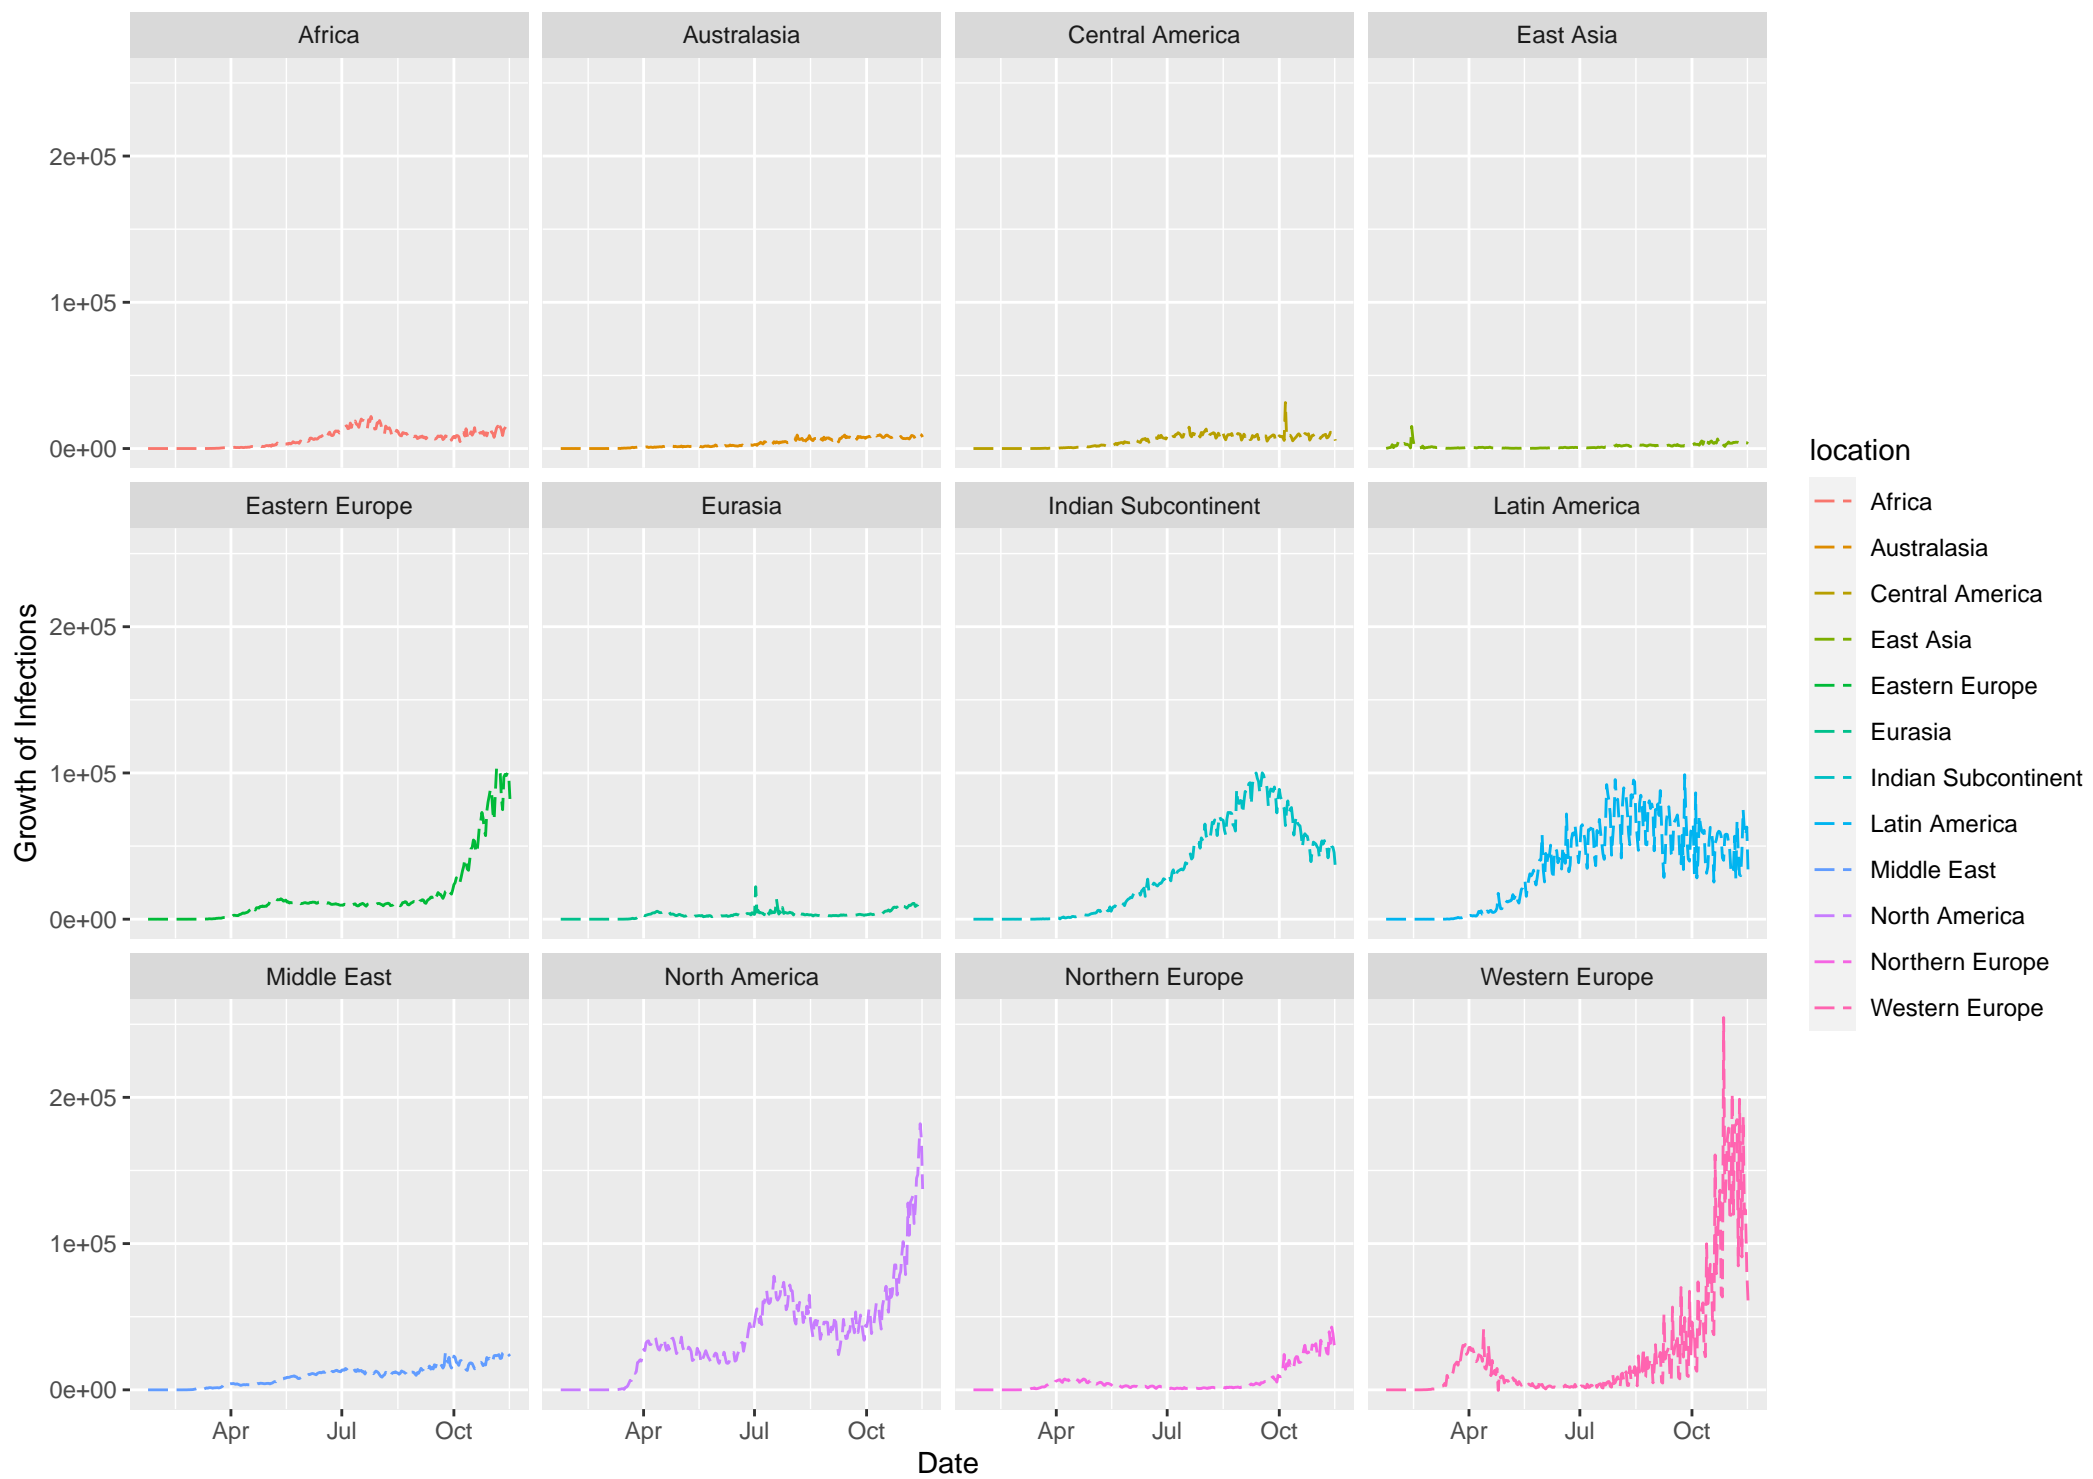 Africa
Australasia
Central America
East Asia
2e+05
1e+05
0e+00
Eastern Europe
Eurasia
Indian Subcontinent
Latin America
2e+05
1e+05
0e+00
Middle East
North America
Northern Europe
Western Europe
2e+05
1e+05
0e+00
Apr
Jul
Oct
Apr
Jul
Oct
Apr
Jul
Oct
Apr
Jul
Oct
Date
Growth of Infections
location
Africa
Australasia
Central America
East Asia
Eastern Europe
Eurasia
Indian Subcontinent
Latin America
Middle East
North America
Northern Europe
Western Europe